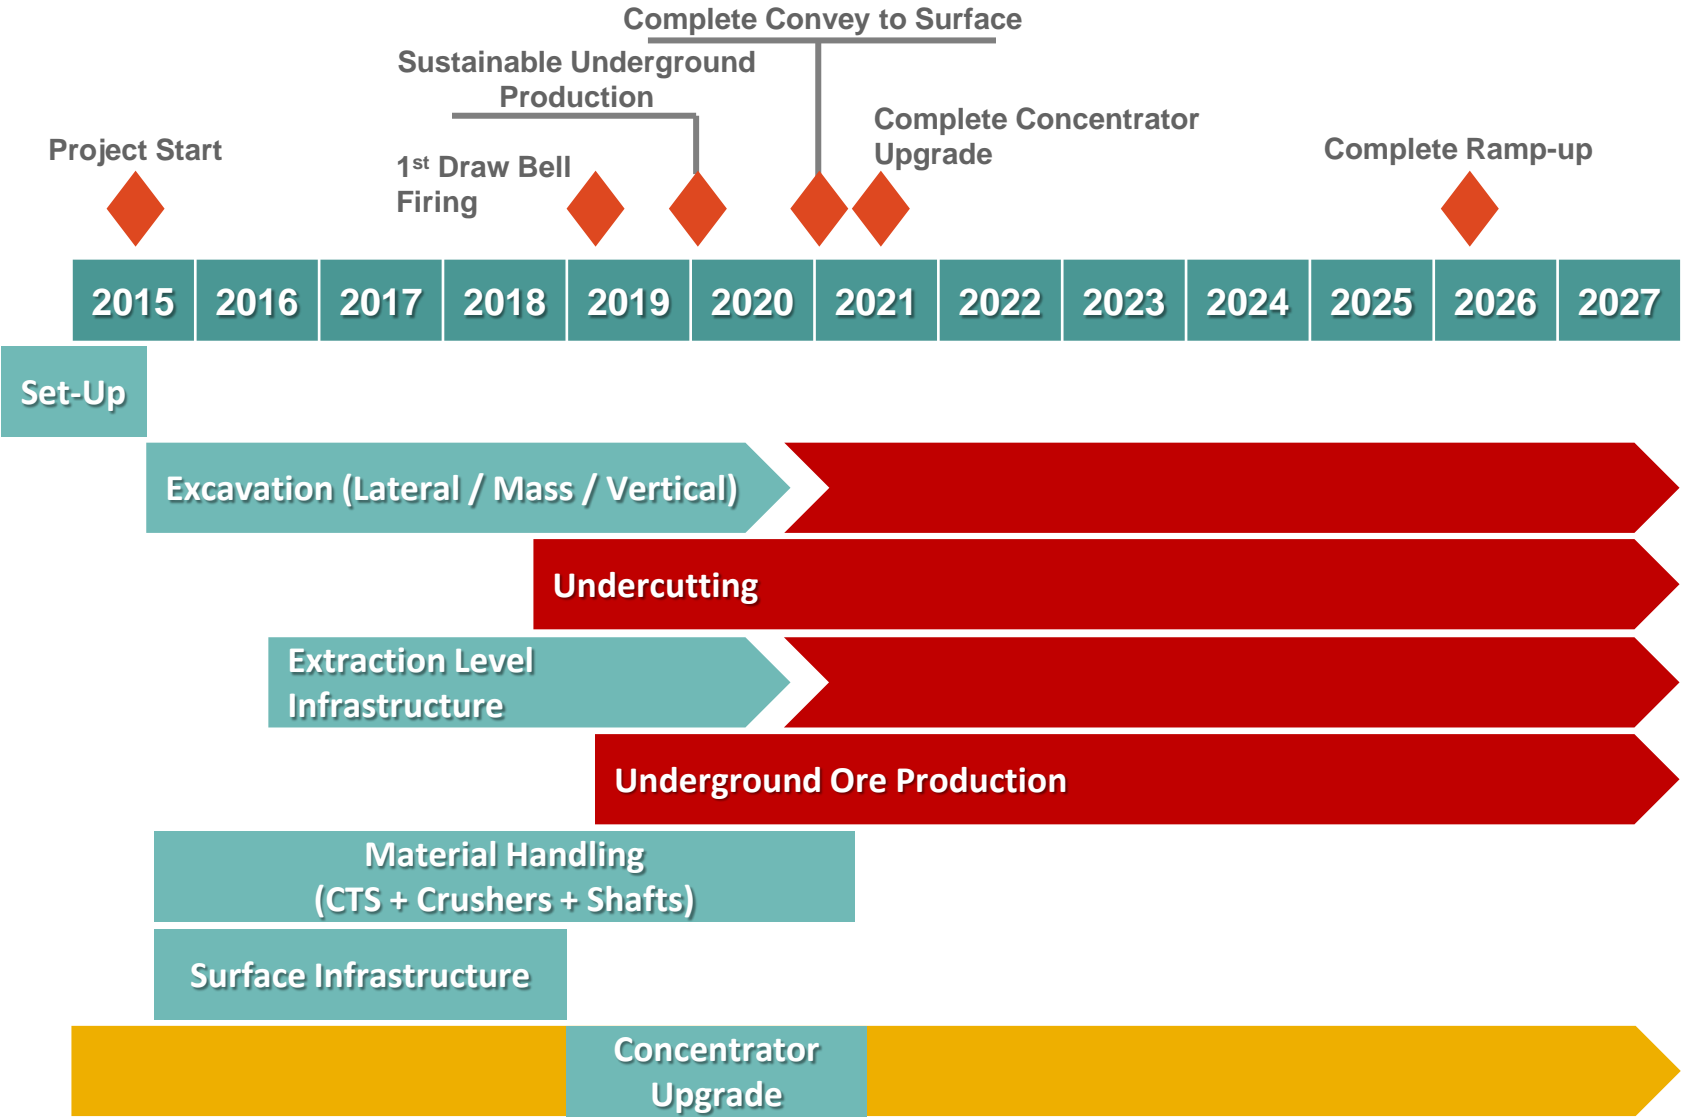 Complete Convey to Surface
Sustainable Underground
Production
Complete Concentrator
Upgrade
Project Start
1st Draw Bell
Firing
Complete Ramp-up
2015 2016 2017 2018 2019 2020 2021 2022 2023 2024 2025 2026 2027
Set-Up
Excavation (Lateral / Mass / Vertical)
Undercutting
Extraction Level
Infrastructure
Underground Ore Production
Material Handling
(CTS + Crushers + Shafts)
Surface Infrastructure
Concentrator
Upgrade